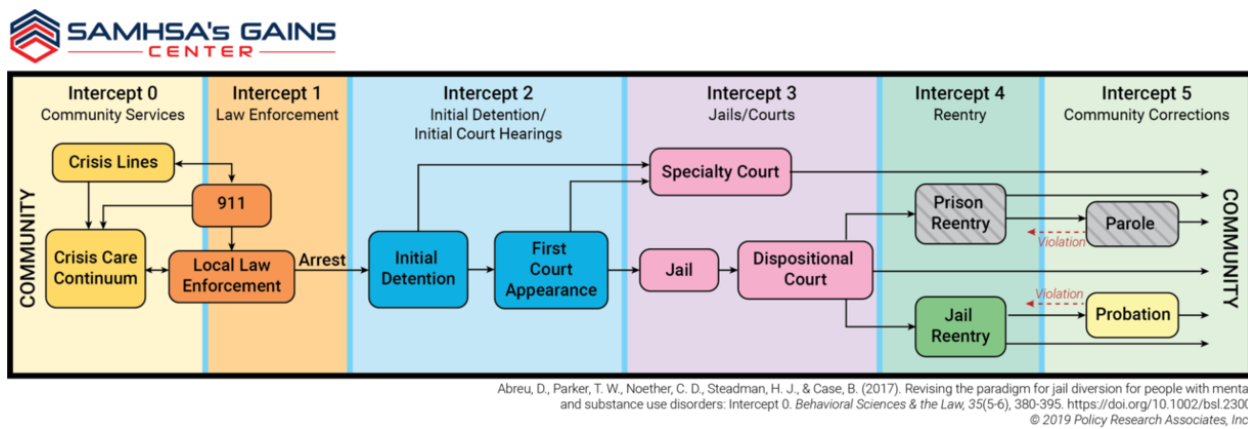 SAMHSA's GAINS
CENTER
Intercept 0
Community Services
Intercept 1
Law Enforcement
Intercept 2
Initial Detention/
Initial Court Hearings
Intercept 3
Jails/Courts
Intercept 4
Reentry
Intercept 5
Community Corrections
COMMUNITY
Crisis Lines
911
Crisis Care
Continuum
Local Law
Enforcement
Arrest
Initial
Detention
First
Court
Appearance
Specialty Court
Jail
Dispositional
Court
Prison
Reentry
Violation
Parole
Jail
Reentry
Violation
Probation
COMMUNITY
Abreu, D., Parker, T. W., Noether, C. D., Steadman, H. J., & Case, B. (2017). Revising the paradigm for jail diversion for people with menta
and substance use disorders: Intercept 0. Behavioral Sciences & the Law, 35(5-6), 380-395. https://doi.org/10.1002/bsl.2300
© 2019 Policy Research Associates, Inc